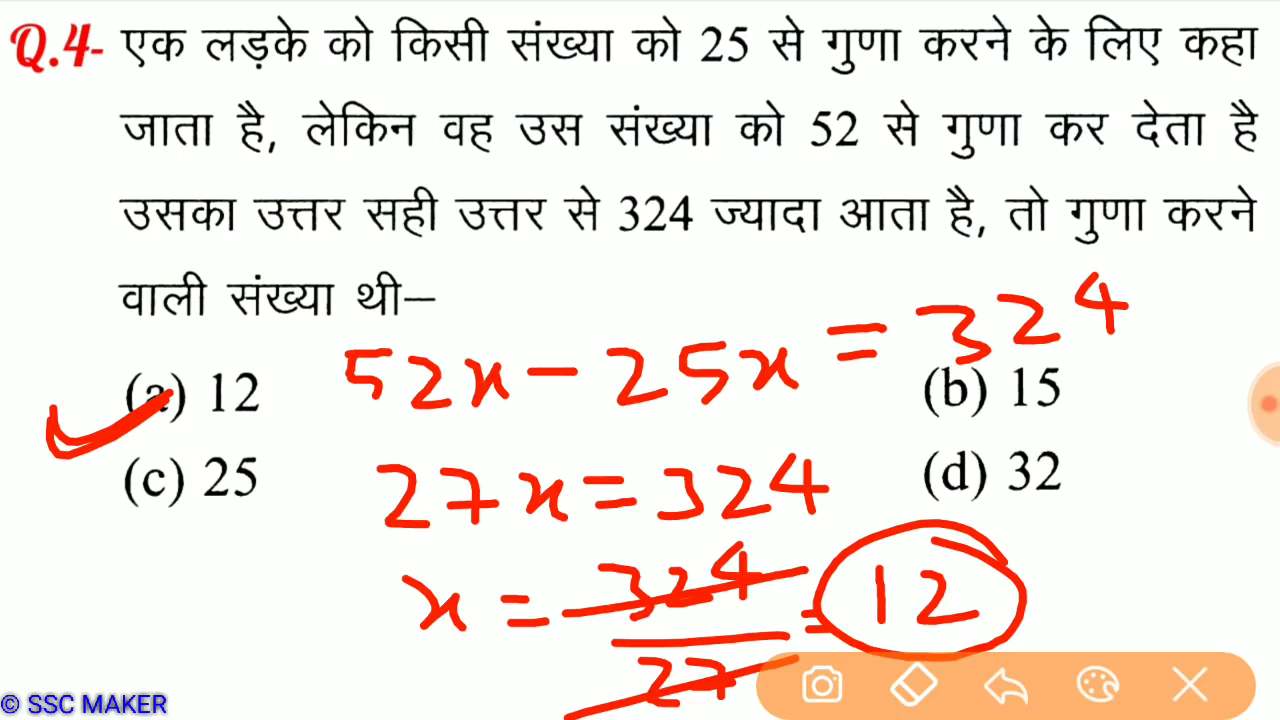 Q.4- एक लड़के को किसी संख्या को 25 से गुणा करने के लिए कहा
जाता है, लेकिन वह उस संख्या को 52 से गुणा कर देता है
उसका उत्तर सही उत्तर से 324 ज्यादा आता है, तो गुणा करने
वाली संख्या थी–
52x - 25x = 324
(a) 12 (b) 15
(c) 25 (d) 32
27x = 324
x = 324/27 = 12
© SSC MAKER